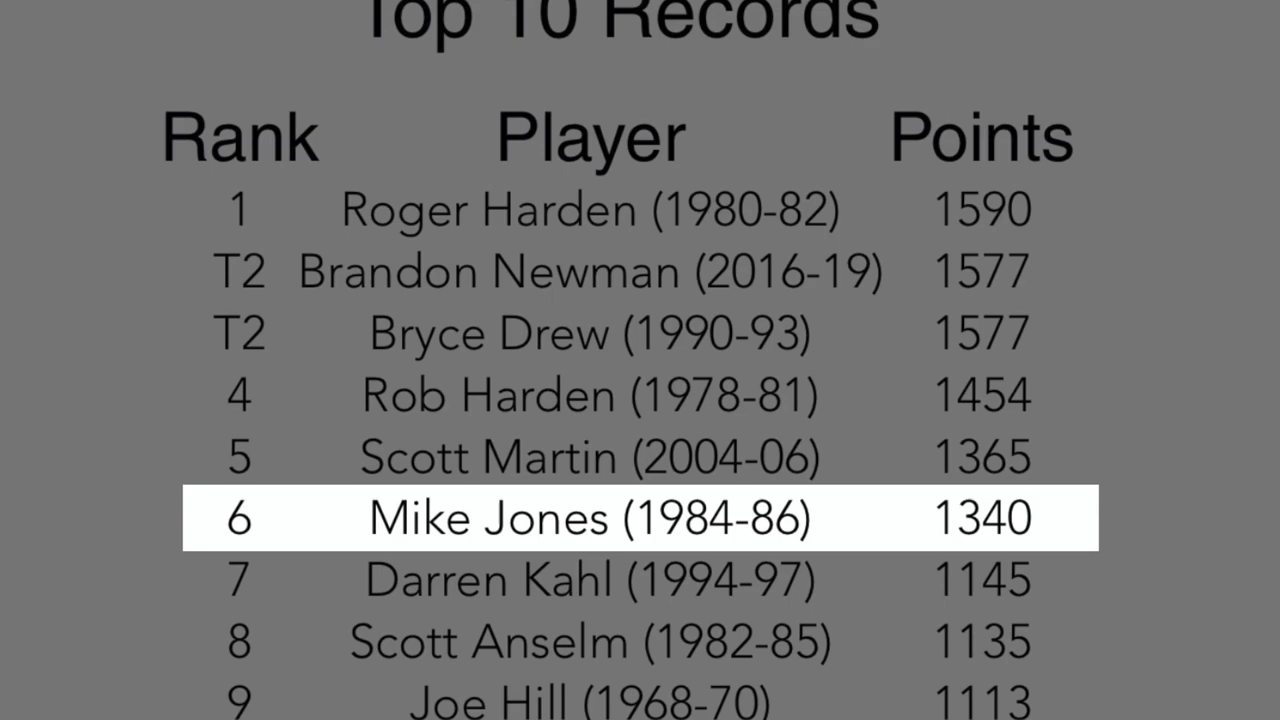 Top 10 Records
Rank Player Points
1 Roger Harden (1980-82) 1590
T2 Brandon Newman (2016-19) 1577
T2 Bryce Drew (1990-93) 1577
4 Rob Harden (1978-81) 1454
5 Scott Martin (2004-06) 1365
6 Mike Jones (1984-86) 1340
7 Darren Kahl (1994-97) 1145
8 Scott Anselm (1982-85) 1135
9 Joe Hill (1968-70) 1113